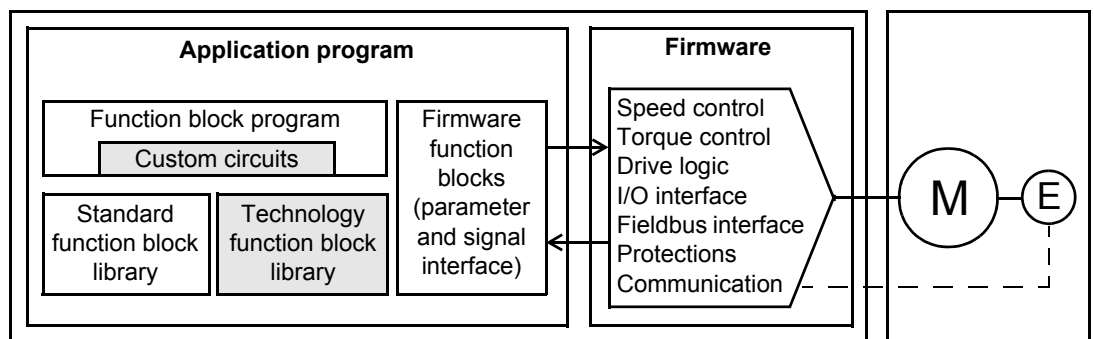 Application program
Function block program
Custom circuits
Standard
function block
library
Technology
function block
library
Firmware
function
blocks
(parameter
and signal
interface)
Firmware
Speed control
Torque control
Drive logic
I/O interface
Fieldbus interface
Protections
Communication
M
E